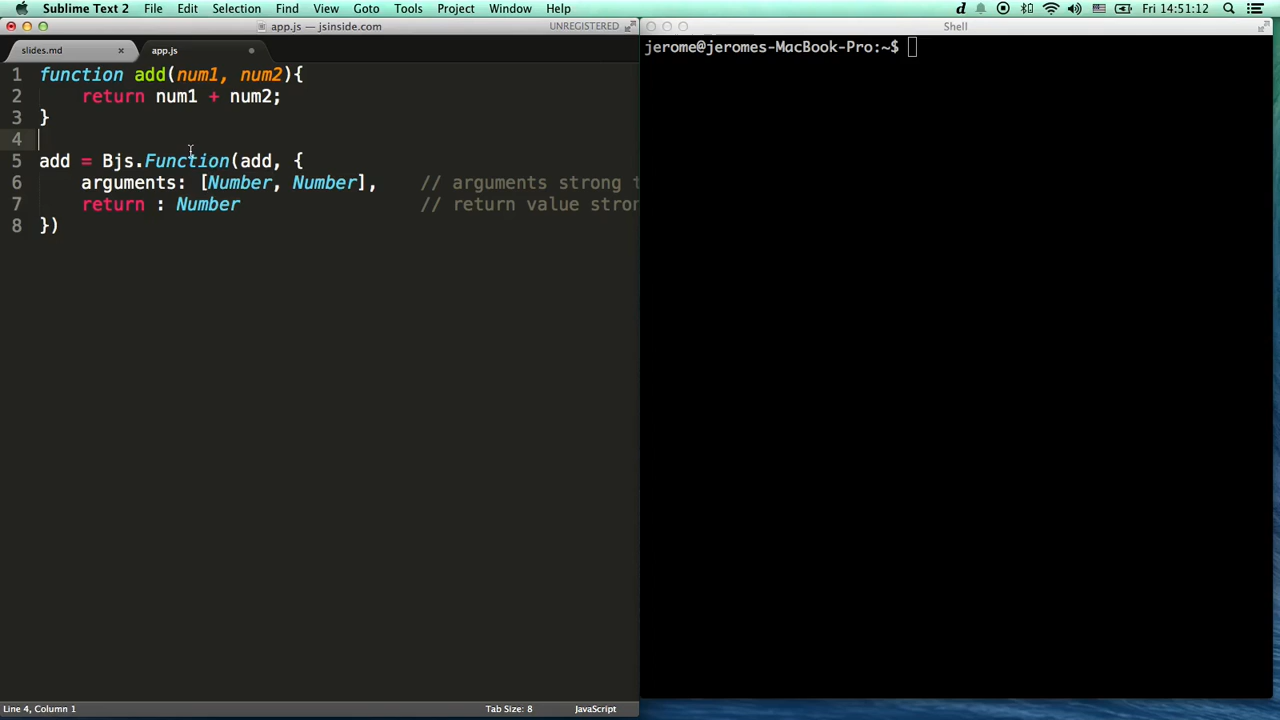 Sublime Text 2 File Edit Selection Find View Goto Tools Project Window Help d Fri 14:51:12
app.js — jsinside.com UNREGISTERED
Shell
slides.md × app.js
jerome@jeromes-MacBook-Pro:~$
1 function add(num1, num2){
2 return num1 + num2;
3 }
4
5 add = Bjs.Function(add, {
6 arguments: [Number, Number], // arguments strong t
7 return : Number // return value stron
8 })
Line 4, Column 1 Tab Size: 8 JavaScript